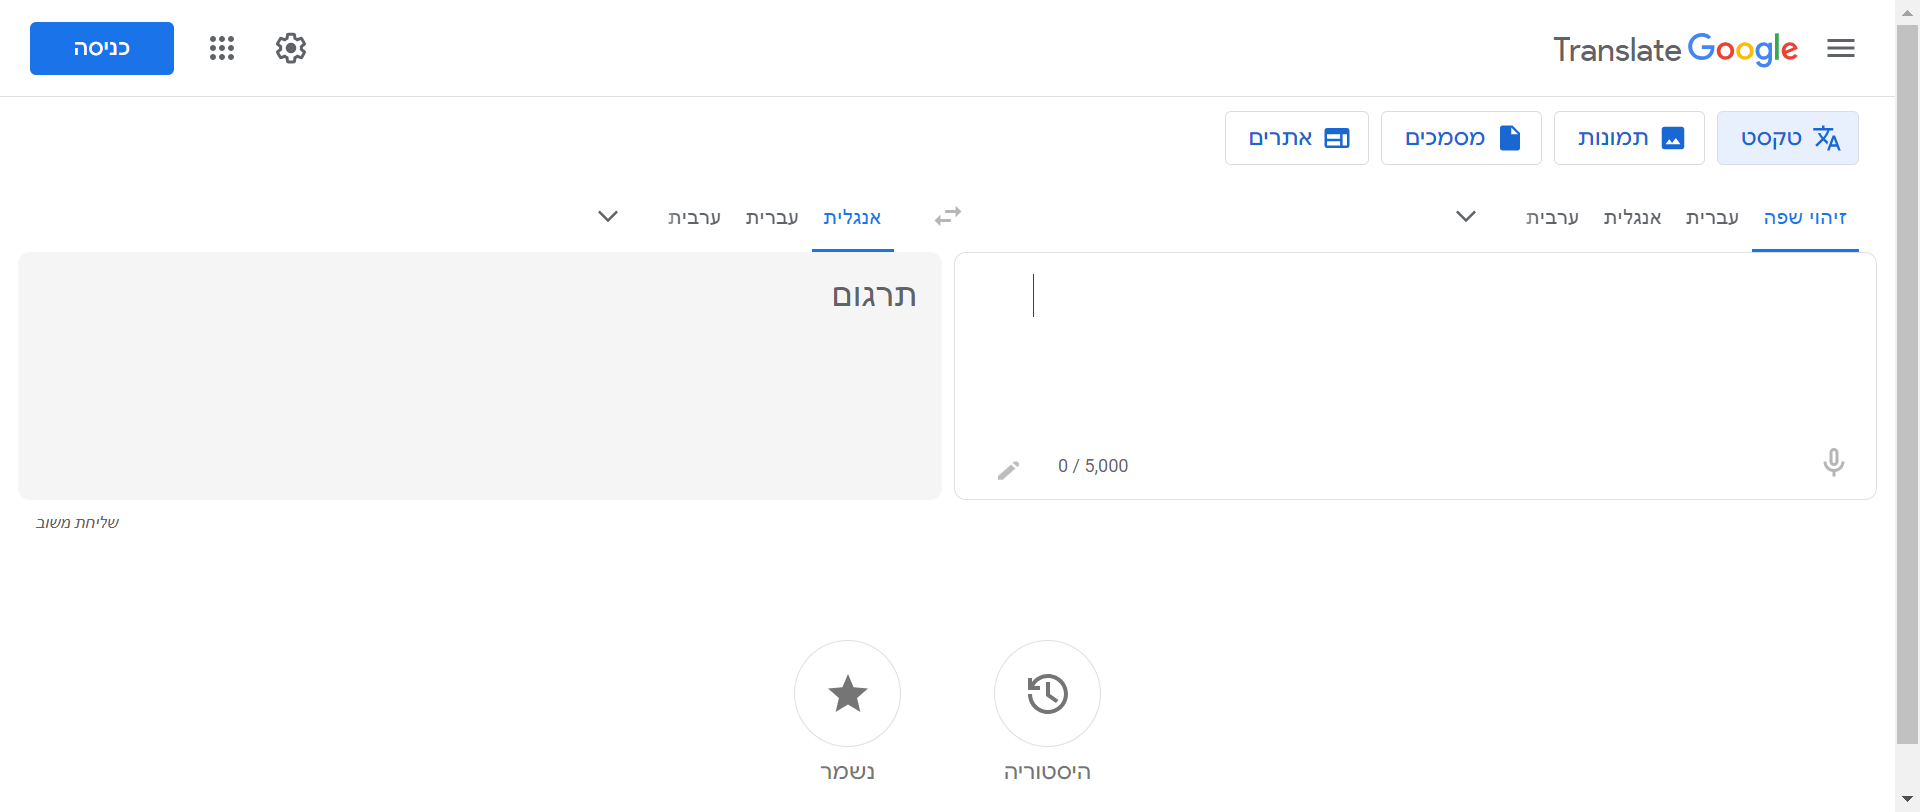 Google Translate
כניסה
טקסט
תמונות
מסמכים
אתרים
זיהוי שפה
עברית
אנגלית
ערבית
אנגלית
עברית
ערבית
תרגום
0 / 5,000
שליחת משוב
היסטוריה
נשמר